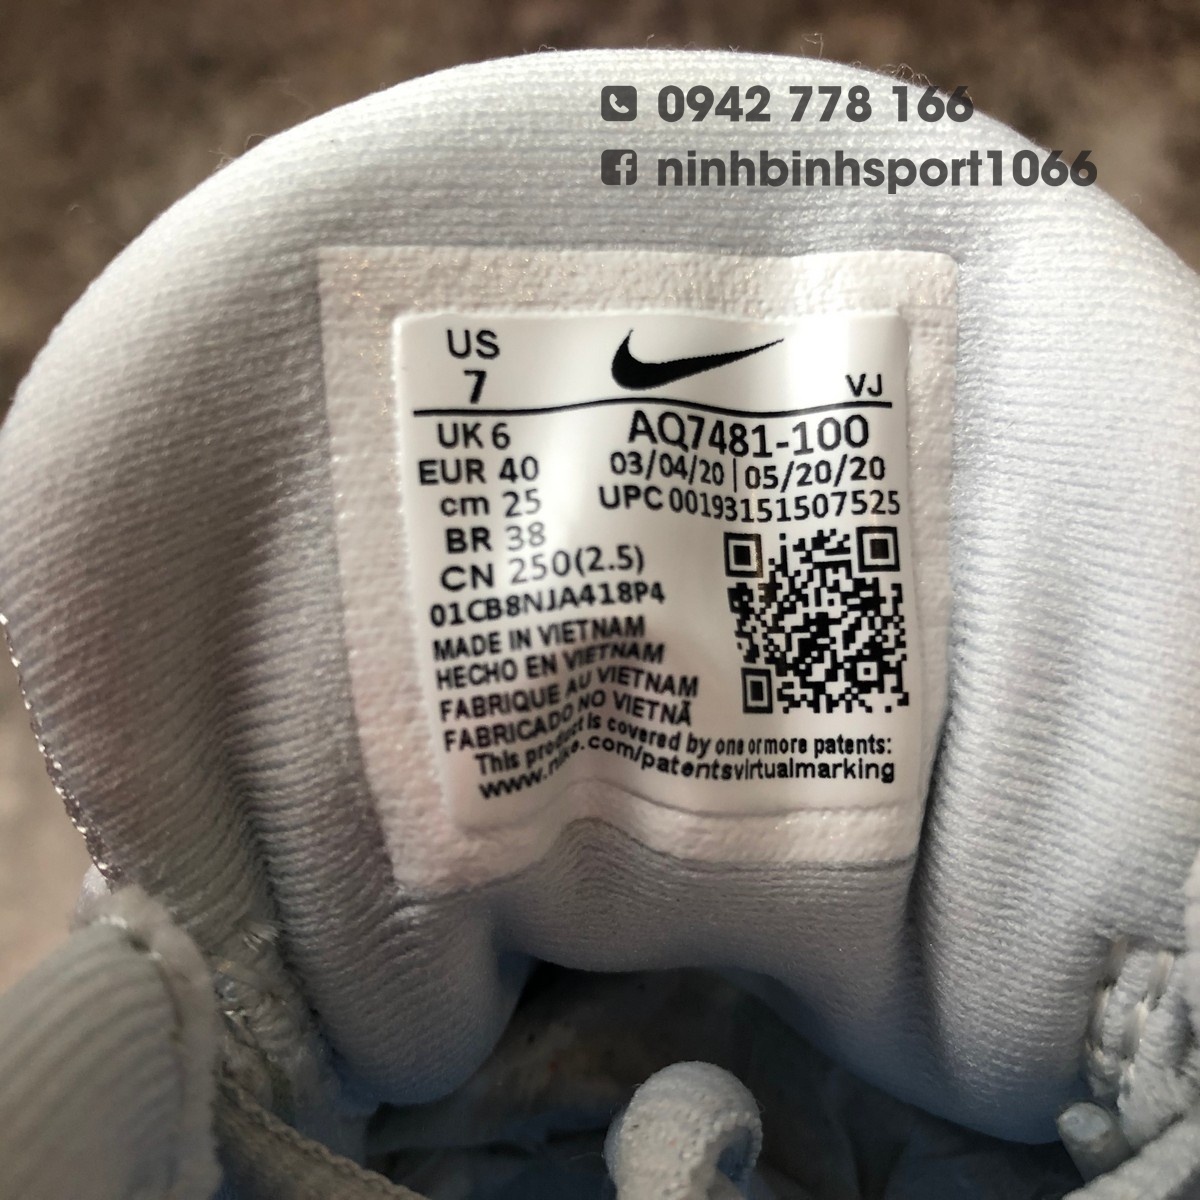 0942 778 166
ninhbinhsport1066
US
7
VJ
UK 6
AQ7481-100
EUR 40
03/04/20 | 05/20/20
cm 25
UPC 00193151507525
BR 38
CN 250(2.5)
01CB8NJA418P4
MADE IN VIETNAM
HECHO EN VIETNAM
FABRIQUE AU VIETNAM
FABRICADO NO VIETNÃ
This product is covered by one or more patents:
www.nike.com/patentsvirtualmarking